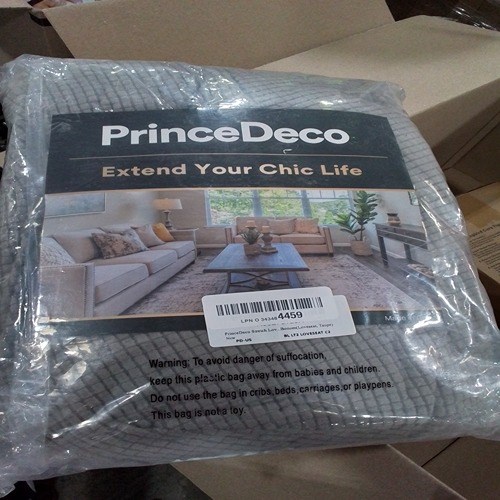 PrinceDeco
Extend Your Chic Life
4459
PrinceDeco
PD-US
LOVESEAT
Warning: To avoid danger of suffocation,
keep this plastic bag away from babies and children.
Do not use the bag in cribs, beds, carriages, or playpens.
This bag is not a toy.